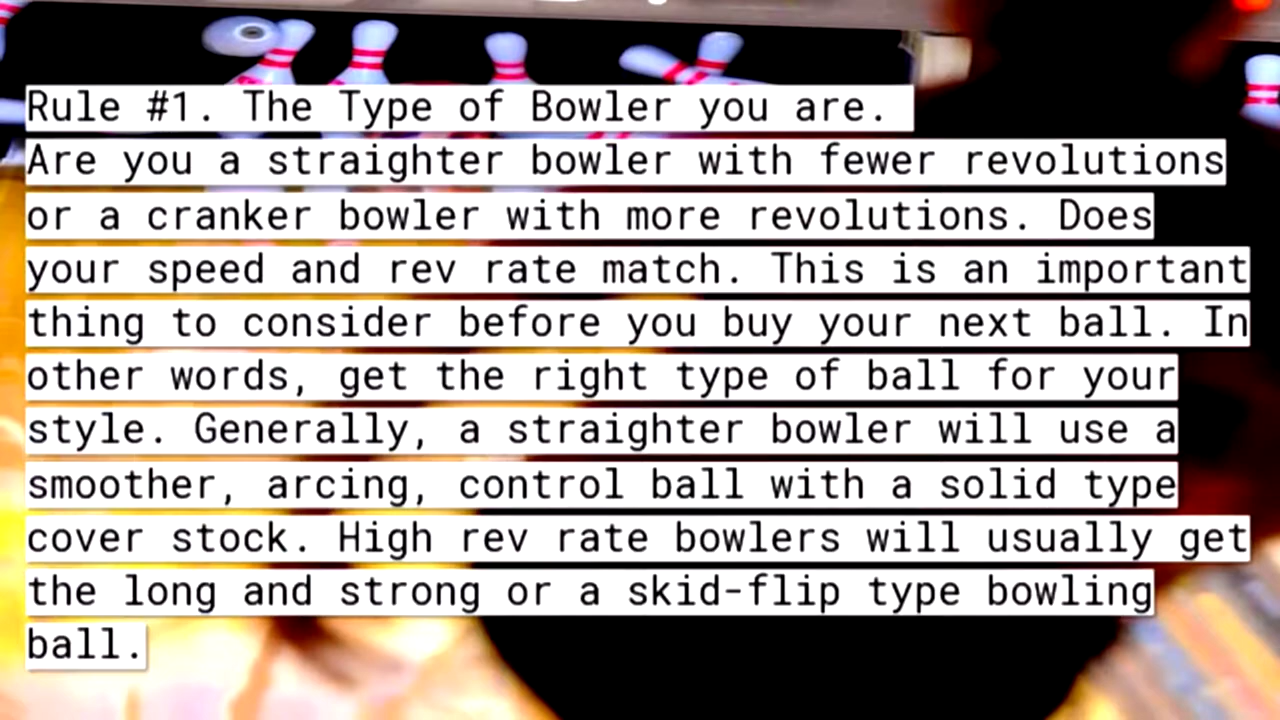 Rule #1. The Type of Bowler you are.
Are you a straighter bowler with fewer revolutions
or a cranker bowler with more revolutions. Does
your speed and rev rate match. This is an important
thing to consider before you buy your next ball. In
other words, get the right type of ball for your
style. Generally, a straighter bowler will use a
smoother, arcing, control ball with a solid type
cover stock. High rev rate bowlers will usually get
the long and strong or a skid-flip type bowling
ball.